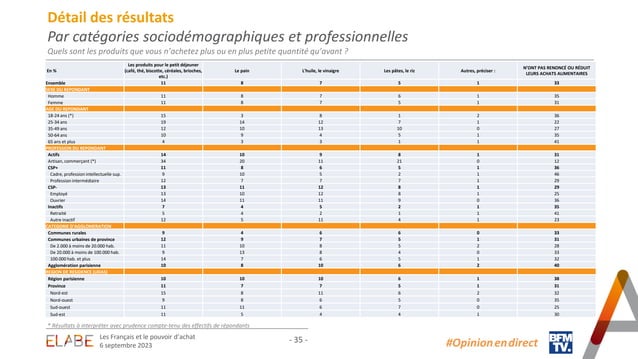 Détail des résultats
Par catégories sociodémographiques et professionnelles
Quels sont les produits que vous n'achetez plus ou en plus petite quantité qu'avant ?
En % Les produits pour le petit déjeuner (café, thé, biscotte, céréales, brioches, etc.) Le pain L'huile, le vinaigre Les pâtes, le riz Autres, préciser : N'ONT PAS RENONCÉ OU RÉDUIT LEURS ACHATS ALIMENTAIRES
Ensemble 11 8 7 5 1 33
SEXE DU REPONDANT
Homme 11 8 7 6 1 35
Femme 11 8 7 5 1 31
AGE DU REPONDANT
18-24 ans (*) 15 3 8 1 2 36
25-34 ans 19 14 12 7 1 22
35-49 ans 12 10 13 10 0 27
50-64 ans 10 9 4 5 1 35
65 ans et plus 4 3 3 1 1 41
PROFESSION DU REPONDANT
Actifs 14 10 9 8 1 31
Artisan, commerçant (*) 34 20 11 21 0 12
CSP+ 11 8 6 5 1 36
Cadre, profession intellectuelle sup. 9 10 5 2 1 46
Profession intermédiaire 12 7 7 7 1 29
CSP- 13 11 12 8 1 29
Employé 13 10 12 8 1 25
Ouvrier 14 11 11 9 0 36
Inactifs 7 4 5 2 1 35
Retraité 5 4 2 1 1 41
Autre inactif 12 5 11 4 1 23
CATEGORIE D'AGGLOMERATION
Communes rurales 9 4 6 6 0 33
Communes urbaines de province 12 9 7 5 1 31
De 2.000 à moins de 20.000 hab. 11 10 8 5 2 28
De 20.000 à moins de 100.000 hab. 9 13 8 4 0 33
100.000 hab. et plus 14 7 6 5 1 32
Agglomération parisienne 10 8 10 6 2 40
REGION DE RESIDENCE (UDA5)
Région parisienne 10 10 10 6 1 38
Province 11 7 7 5 1 31
Nord-est 15 8 11 6 2 32
Nord-ouest 9 8 6 5 0 35
Sud-ouest 11 11 6 7 0 25
Sud-est 11 5 4 4 1 30
* Résultats à interpréter avec prudence compte-tenu des effectifs de répondants
ELABE
Les Français et le pouvoir d'achat
6 septembre 2023
- 35 -
#Opinion en direct
BFM
TV.